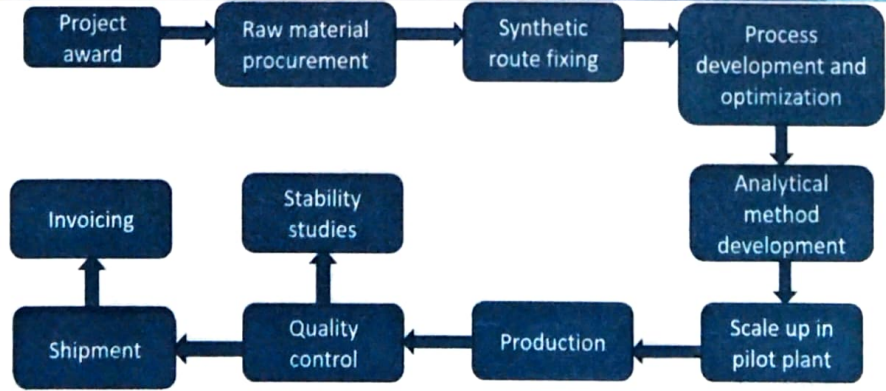 Project
award
Raw material
procurement
Synthetic
route fixing
Process
development and
optimization
Analytical
method
development
Scale up in
pilot plant
Production
Quality
control
Stability
studies
Shipment
Invoicing